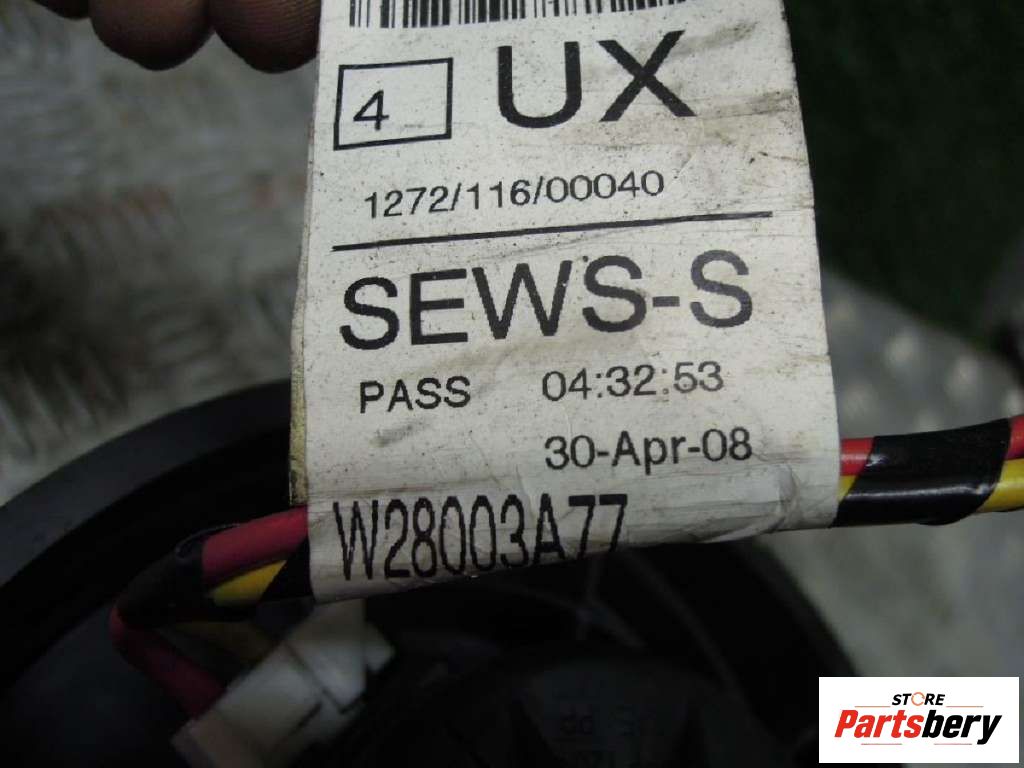 UX
4
1272/116/00040
SEWS-S
PASS 04:32:53
30-Apr-08
W28003A77
STORE
Partsbery